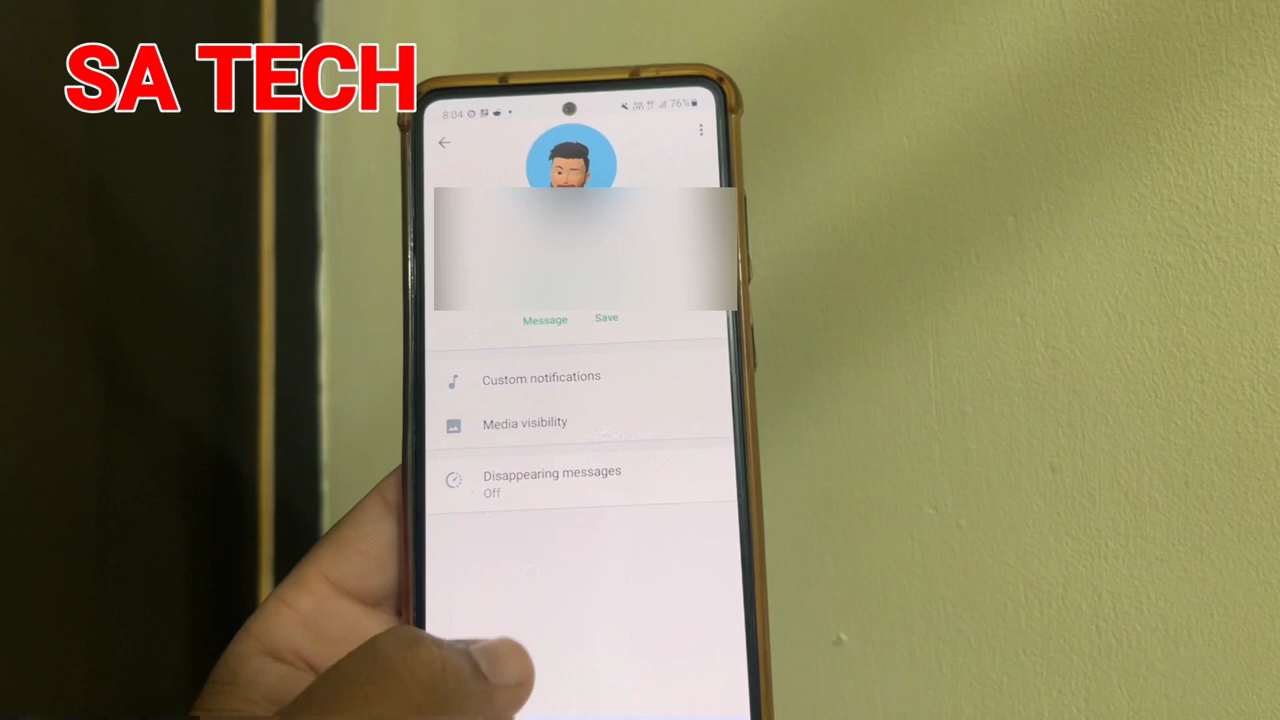 SA TECH
8:04
76%
Message Save
Custom notifications
Media visibility
Disappearing messages
Off